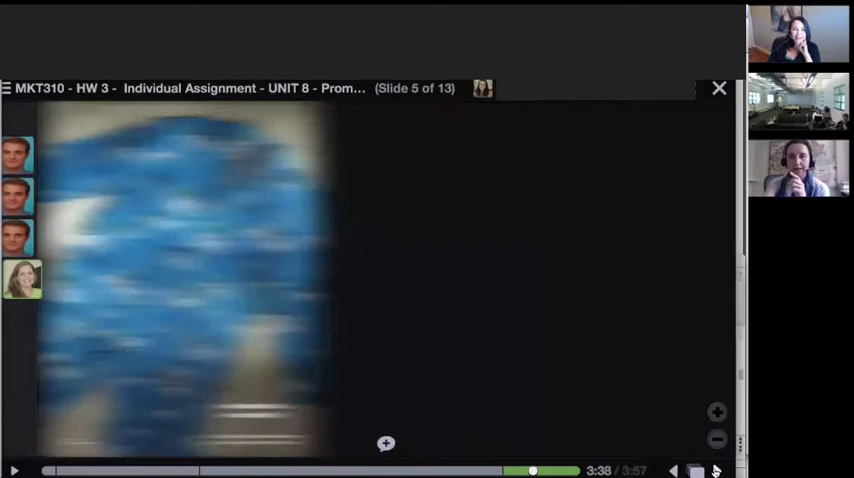 MKT310 - HW 3 - Individual Assignment - UNIT 8 - Prom... (Slide 5 of 13)
3:38 / 3:57